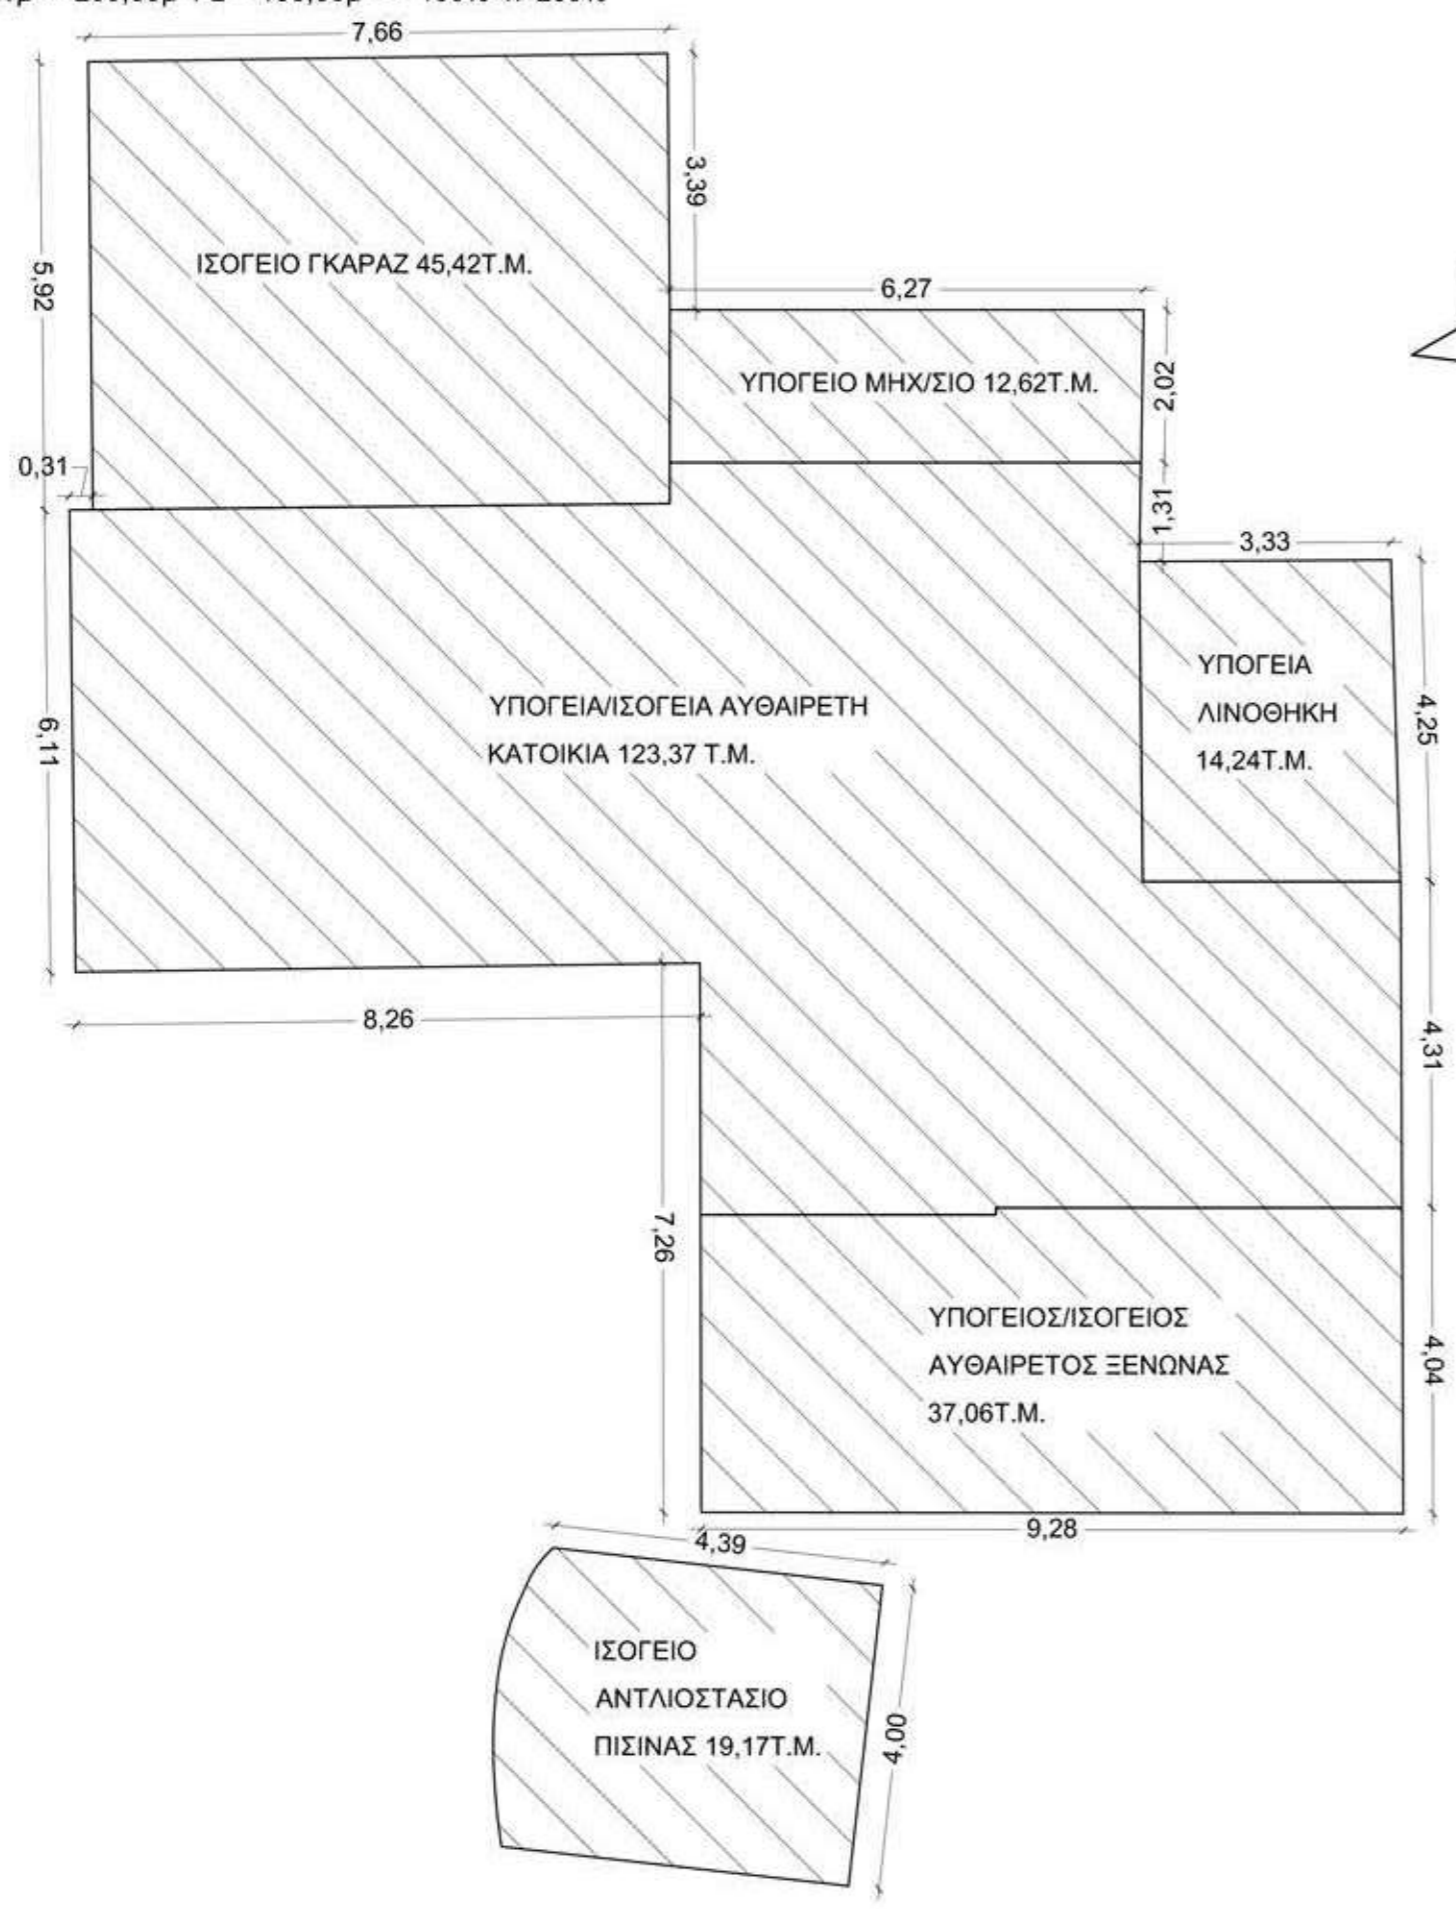 7,66
3,39
5,92
ΙΣΟΓΕΙΟ ΓΚΑΡΑΖ 45,42Τ.Μ.
6,27
ΥΠΟΓΕΙΟ ΜΗΧ/ΣΙΟ 12,62Τ.Μ.
2,02
0,31
1,31
3,33
ΥΠΟΓΕΙΑ
ΛΙΝΟΘΗΚΗ
14,24Τ.Μ.
4,25
ΥΠΟΓΕΙΑ/ΙΣΟΓΕΙΑ ΑΥΘΑΙΡΕΤΗ
ΚΑΤΟΙΚΙΑ 123,37 Τ.Μ.
6,11
8,26
4,31
7,26
ΥΠΟΓΕΙΟΣ/ΙΣΟΓΕΙΟΣ
ΑΥΘΑΙΡΕΤΟΣ ΞΕΝΩΝΑΣ
37,06Τ.Μ.
4,04
9,28
4,39
ΙΣΟΓΕΙΟ
ΑΝΤΛΙΟΣΤΑΣΙΟ
ΠΙΣΙΝΑΣ 19,17Τ.Μ.
4,00